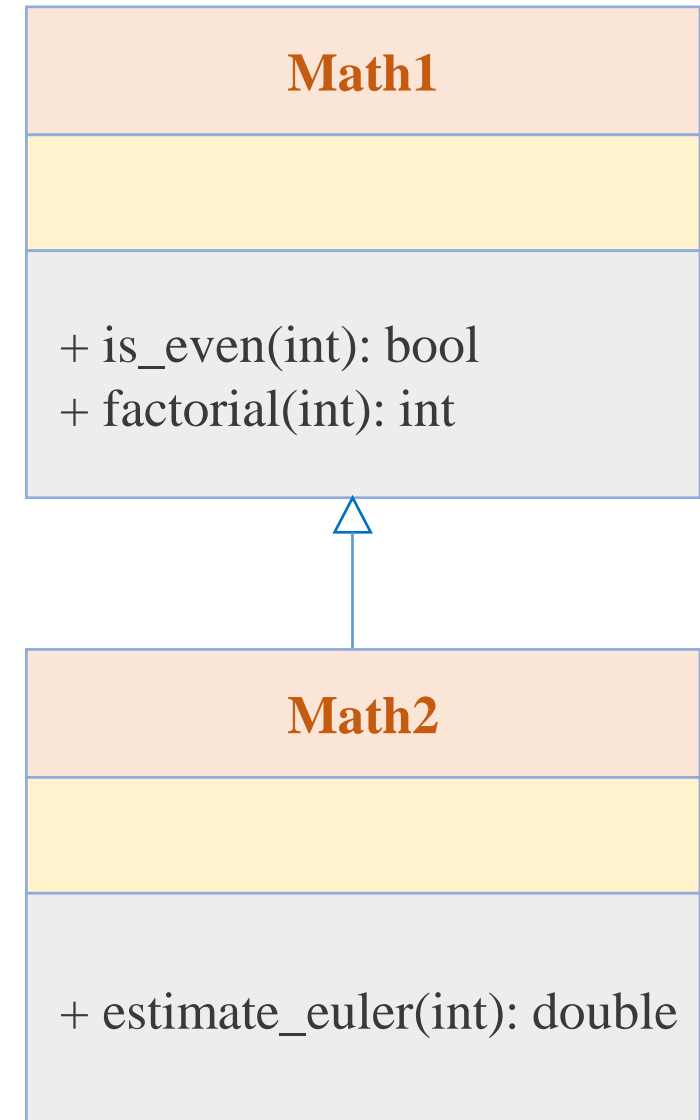 Math1
+ is_even(int): bool
+ factorial(int): int
Math2
+ estimate_euler(int): double